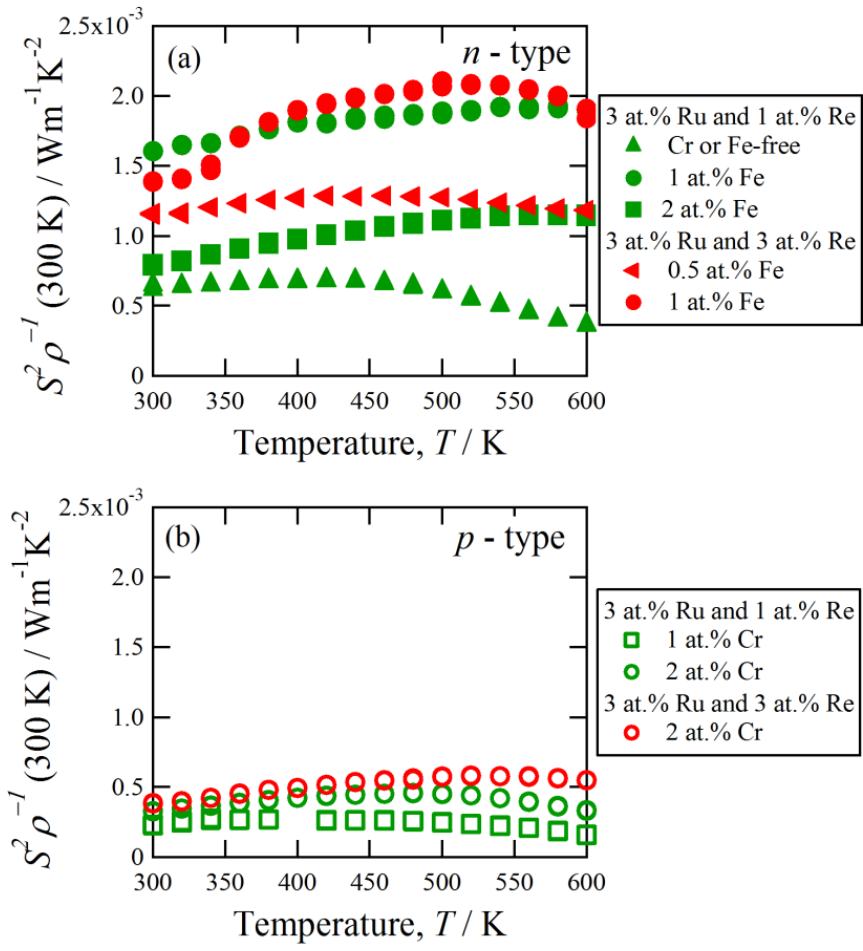 2.5x10⁻³
(a)
n - type
2.0
1.5
1.0
0.5
0
S² ρ⁻¹ (300 K) / Wm⁻¹K⁻²
300 350 400 450 500 550 600
Temperature, T / K
3 at.% Ru and 1 at.% Re
Cr or Fe-free
1 at.% Fe
2 at.% Fe
3 at.% Ru and 3 at.% Re
0.5 at.% Fe
1 at.% Fe
2.5x10⁻³
(b)
p - type
2.0
1.5
1.0
0.5
0
S² ρ⁻¹ (300 K) / Wm⁻¹K⁻²
300 350 400 450 500 550 600
Temperature, T / K
3 at.% Ru and 1 at.% Re
1 at.% Cr
2 at.% Cr
3 at.% Ru and 3 at.% Re
2 at.% Cr